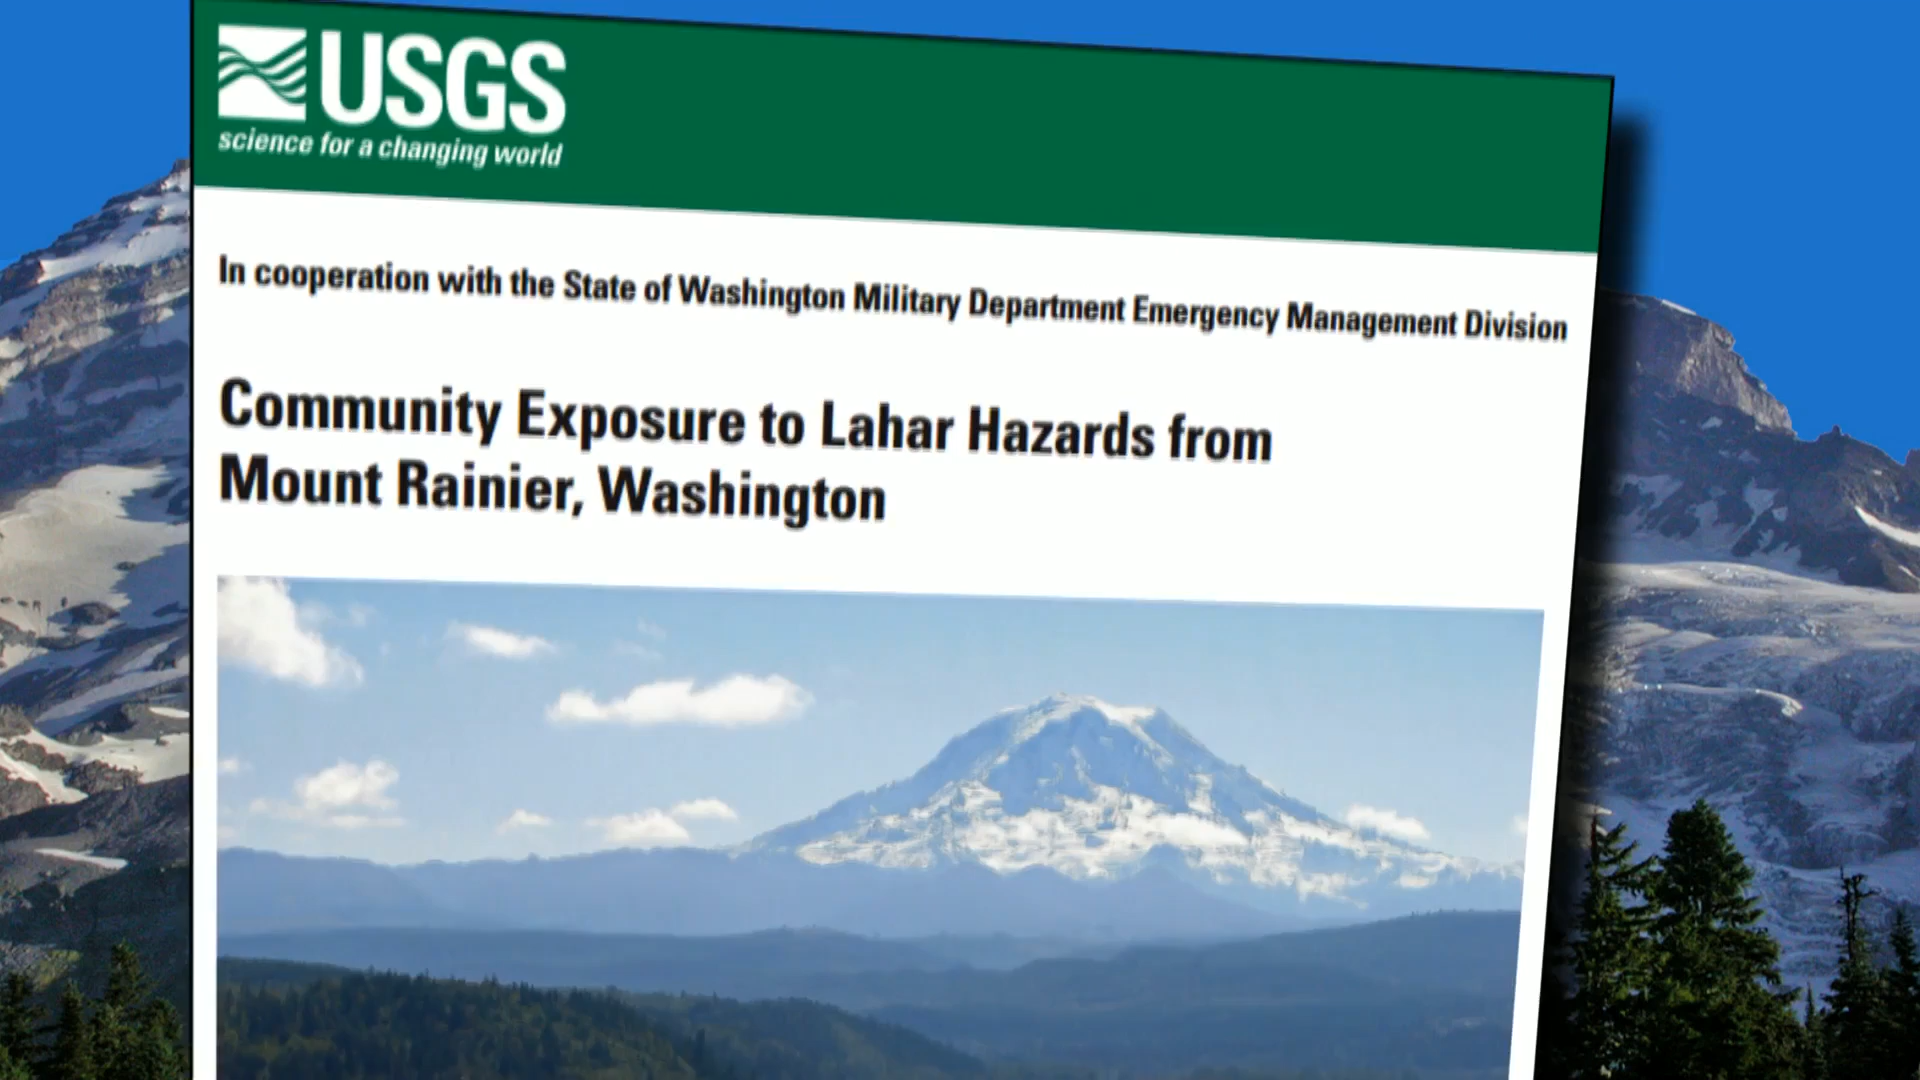 USGS
science for a changing world
In cooperation with the State of Washington Military Department Emergency Management Division
Community Exposure to Lahar Hazards from
Mount Rainier, Washington